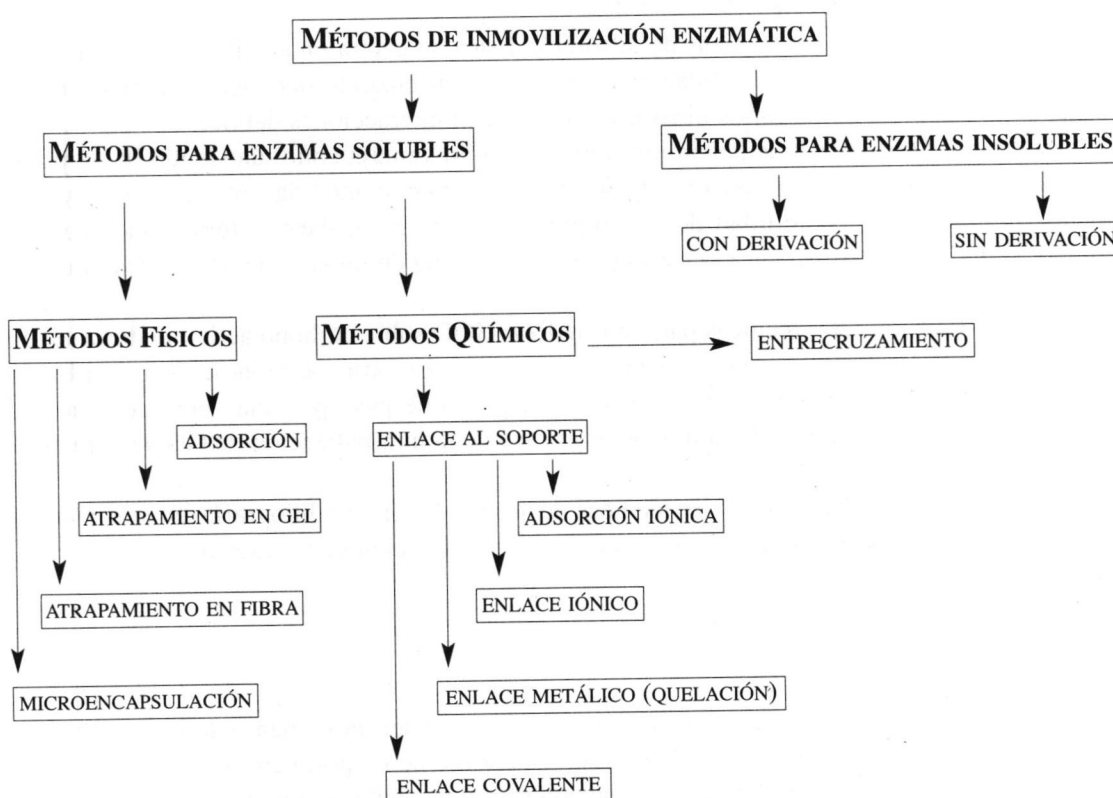 MÉTODOS DE INMOVILIZACIÓN ENZIMÁTICA
MÉTODOS PARA ENZIMAS SOLUBLES
MÉTODOS PARA ENZIMAS INSOLUBLES
CON DERIVACIÓN
SIN DERIVACIÓN
MÉTODOS FÍSICOS
MÉTODOS QUÍMICOS
ENTRECRUZAMIENTO
ADSORCIÓN
ENLACE AL SOPORTE
ATRAPAMIENTO EN GEL
ADSORCIÓN IÓNICA
ATRAPAMIENTO EN FIBRA
ENLACE IÓNICO
MICROENCAPSULACIÓN
ENLACE METÁLICO (QUELACIÓN)
ENLACE COVALENTE